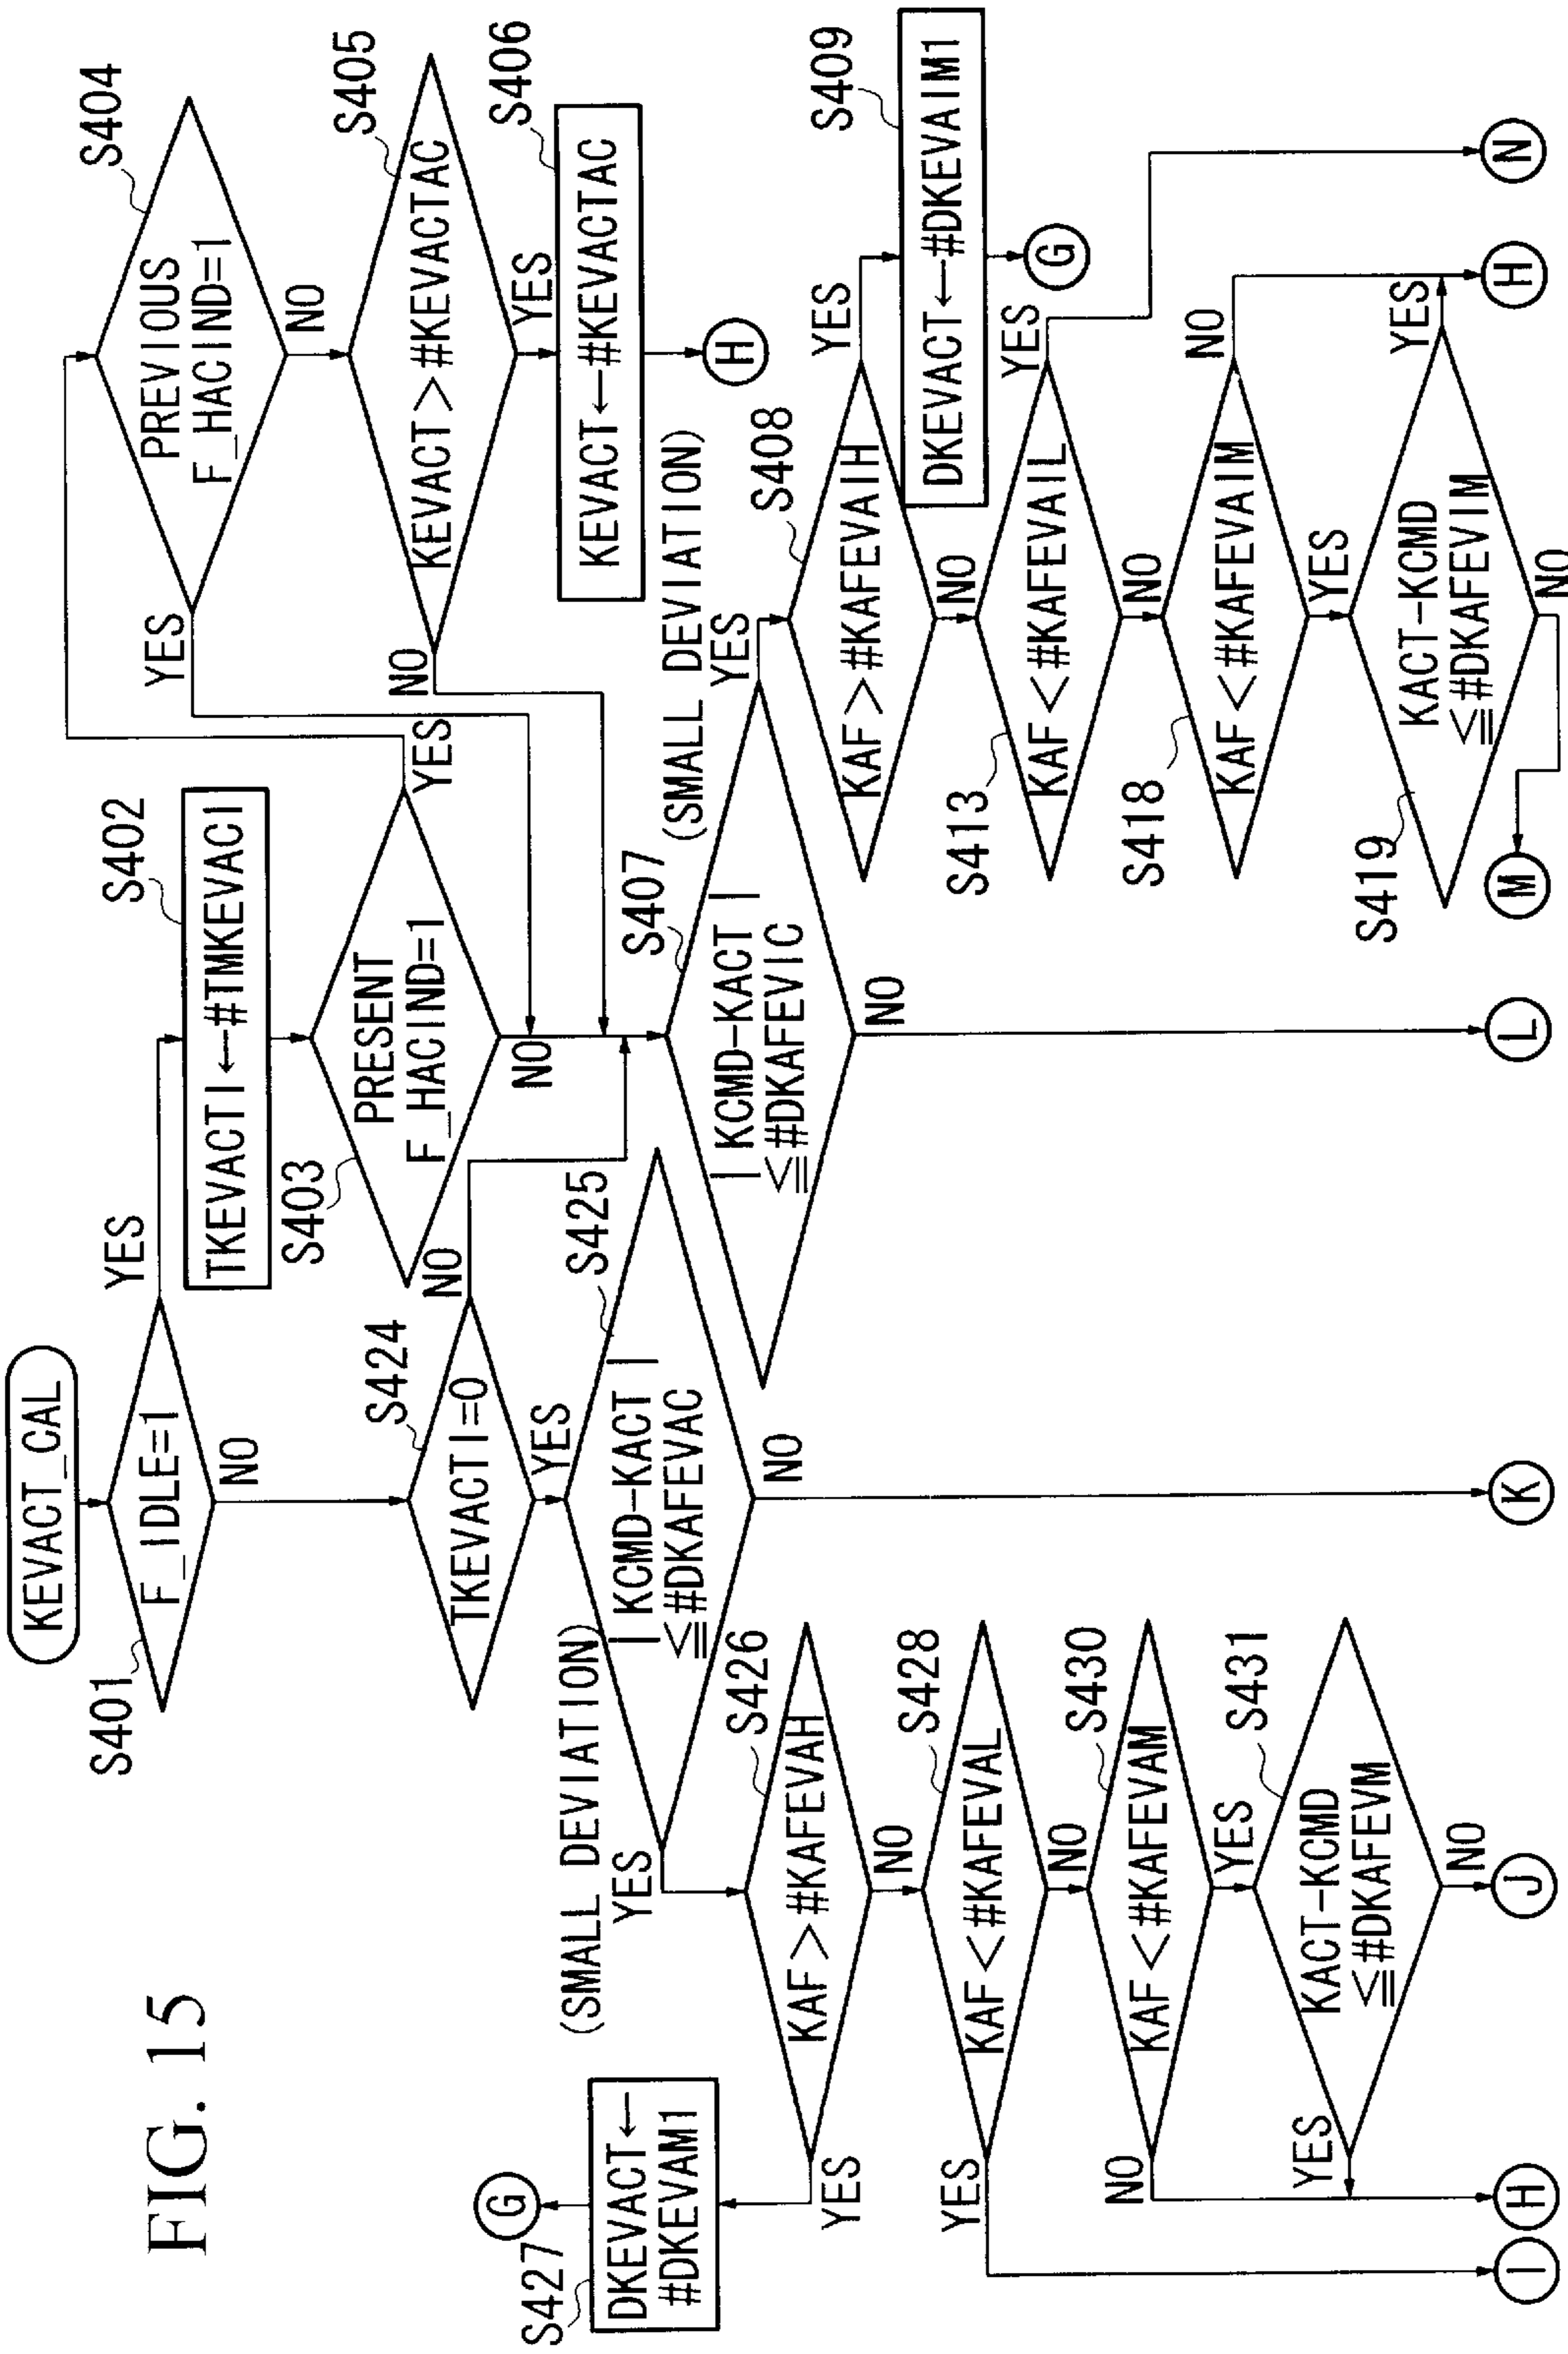 FIG. 15
KEVACT_CAL
S401
F_IDLE=1
YES
NO
S402
TKEVACTI←#TMKEVACI
S403
PRESENT
F_HACIND=1
YES
NO
S404
PREVIOUS
F_HACIND=1
YES
NO
S405
KEVACT>#KEVACTAC
NO
YES
S406
KEVACT←#KEVACTAC
H
S424
TKEVACTI=0
NO
YES
S425
|KCMD-KACT|
≦#DKAFEVAC
(SMALL DEVIATION)
YES
NO
K
S407
|KCMD-KACT|
≦#DKAFEVIC
(SMALL DEVIATION)
YES
NO
L
S426
KAF>#KAFEVAH
YES
NO
S427
DKEVACT←
#DKEVAM1
G
S428
KAF<#KAFEVAL
YES
NO
I
S430
KAF<#KAFEVAM
NO
YES
H
S431
KACT-KCMD
≦#DKAFEVM
YES
NO
J
S408
KAF>#KAFEVAIH
YES
NO
S409
DKEVACT←#DKEVAIM1
G
S413
KAF<#KAFEVAIL
YES
NO
N
S418
KAF<#KAFEVAIM
NO
YES
H
S419
KACT-KCMD
≦#DKAFEVIM
YES
NO
M